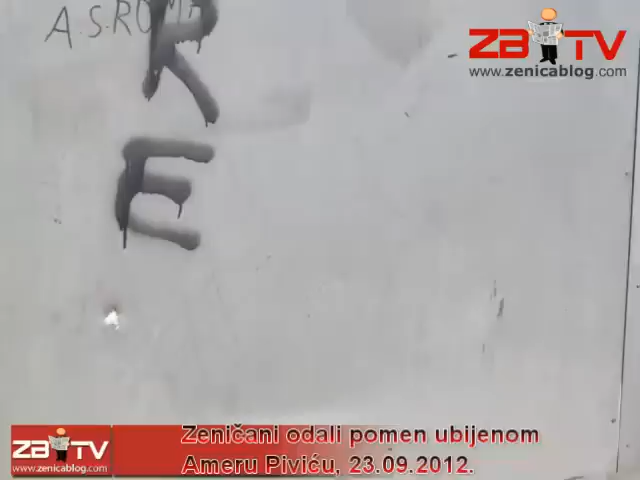 A.S.ROMA
R
E
ZB TV
www.zenicablog.com
ZB TV
www.zenicablog.com
Zeničani odali pomen ubijenom
Ameru Piviću, 23.09.2012.